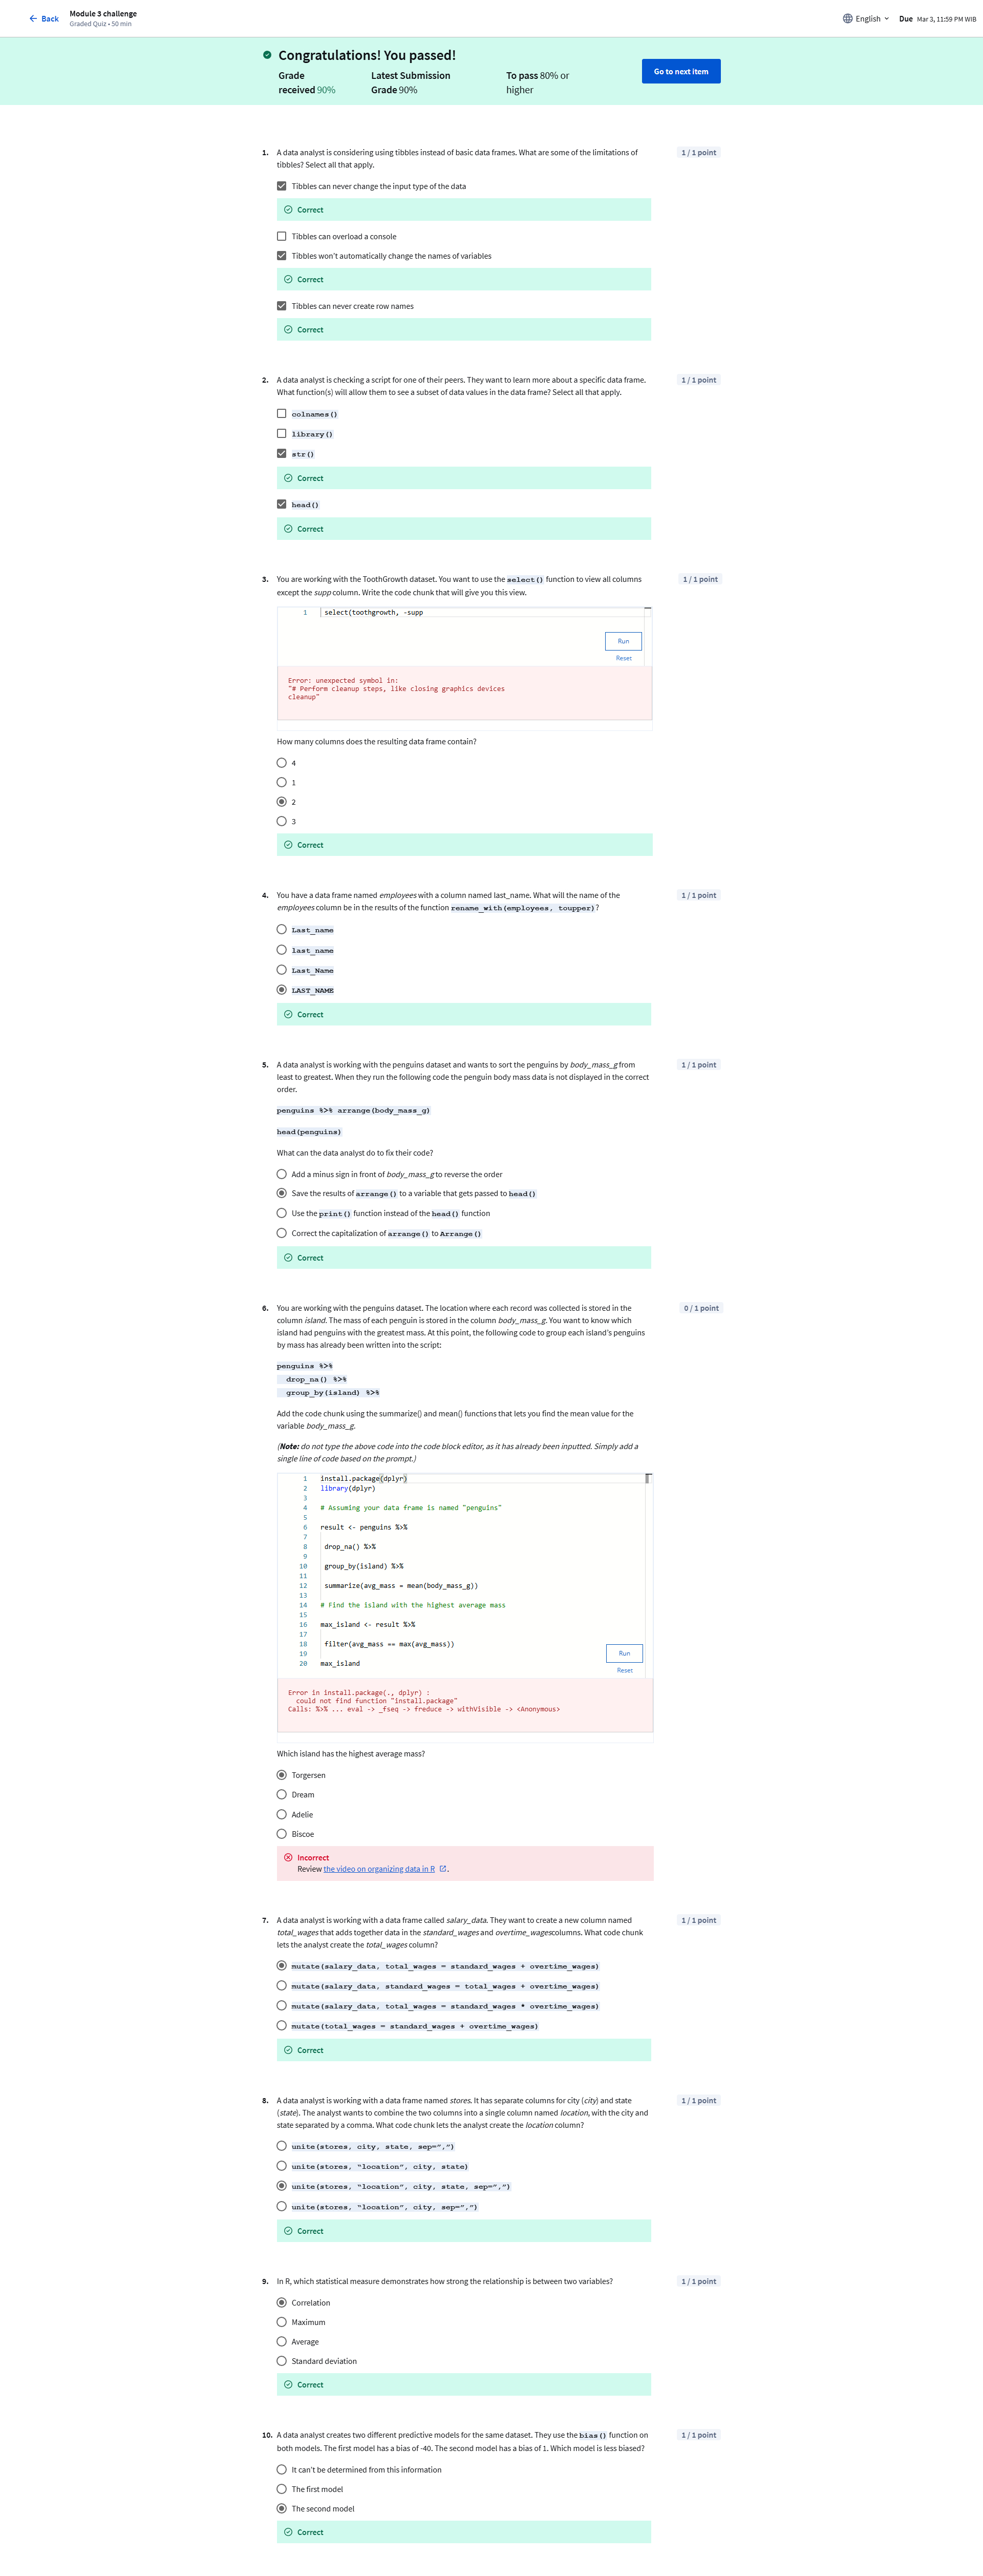 Back
Module 3 challenge
Graded Quiz • 50 min
English
Due Mar 3, 11:59 PM WIB
Congratulations! You passed!
Grade
received 90%
Latest Submission
Grade 90%
To pass 80% or
higher
Go to next item
1. A data analyst is considering using tibbles instead of basic data frames. What are some of the limitations of
tibbles? Select all that apply.
1 / 1 point
Tibbles can never change the input type of the data
Correct
Tibbles can overload a console
Tibbles won't automatically change the names of variables
Correct
Tibbles can never create row names
Correct
2. A data analyst is checking a script for one of their peers. They want to learn more about a specific data frame.
What function(s) will allow them to see a subset of data values in the data frame? Select all that apply.
1 / 1 point
colnames()
library()
str()
Correct
head()
Correct
3. You are working with the ToothGrowth dataset. You want to use the select() function to view all columns
except the supp column. Write the code chunk that will give you this view.
1 / 1 point
1 select(toothgrowth, -supp
Run
Reset
Error: unexpected symbol in:
"# Perform cleanup steps, like closing graphics devices
cleanup"
How many columns does the resulting data frame contain?
4
1
2
3
Correct
4. You have a data frame named employees with a column named last_name. What will the name of the
employees column be in the results of the function rename_with(employees, toupper)?
1 / 1 point
Last_name
last_name
Last_Name
LAST_NAME
Correct
5. A data analyst is working with the penguins dataset and wants to sort the penguins by body_mass_g from
least to greatest. When they run the following code the penguin body mass data is not displayed in the correct
order.
1 / 1 point
penguins %>% arrange(body_mass_g)
head(penguins)
What can the data analyst do to fix their code?
Add a minus sign in front of body_mass_g to reverse the order
Save the results of arrange() to a variable that gets passed to head()
Use the print() function instead of the head() function
Correct the capitalization of arrange() to Arrange()
Correct
6. You are working with the penguins dataset. The location where each record was collected is stored in the
column island. The mass of each penguin is stored in the column body_mass_g. You want to know which
island had penguins with the greatest mass. At this point, the following code to group each island's penguins
by mass has already been written into the script:
0 / 1 point
penguins %>%
drop_na() %>%
group_by(island) %>%
Add the code chunk using the summarize() and mean() functions that lets you find the mean value for the
variable body_mass_g.
(Note: do not type the above code into the code block editor, as it has already been inputted. Simply add a
single line of code based on the prompt.)
1 install.package(dplyr)
2 library(dplyr)
3
4 # Assuming your data frame is named "penguins"
5
6 result <- penguins %>%
7
8 drop_na() %>%
9
10 group_by(island) %>%
11
12 summarize(avg_mass = mean(body_mass_g))
13
14 # Find the island with the highest average mass
15
16 max_island <- result %>%
17
18 filter(avg_mass == max(avg_mass))
19
20 max_island
Run
Reset
Error in install.package(., dplyr) :
could not find function "install.package"
Calls: %>% ... eval -> _fseq -> freduce -> withVisible -> <Anonymous>
Which island has the highest average mass?
Torgersen
Dream
Adelie
Biscoe
Incorrect
Review the video on organizing data in R .
7. A data analyst is working with a data frame called salary_data. They want to create a new column named
total_wages that adds together data in the standard_wages and overtime_wagescolumns. What code chunk
lets the analyst create the total_wages column?
1 / 1 point
mutate(salary_data, total_wages = standard_wages + overtime_wages)
mutate(salary_data, standard_wages = total_wages + overtime_wages)
mutate(salary_data, total_wages = standard_wages * overtime_wages)
mutate(total_wages = standard_wages + overtime_wages)
Correct
8. A data analyst is working with a data frame named stores. It has separate columns for city (city) and state
(state). The analyst wants to combine the two columns into a single column named location, with the city and
state separated by a comma. What code chunk lets the analyst create the location column?
1 / 1 point
unite(stores, city, state, sep=",")
unite(stores, "location", city, state)
unite(stores, "location", city, state, sep=",")
unite(stores, "location", city, sep=",")
Correct
9. In R, which statistical measure demonstrates how strong the relationship is between two variables?
1 / 1 point
Correlation
Maximum
Average
Standard deviation
Correct
10. A data analyst creates two different predictive models for the same dataset. They use the bias() function on
both models. The first model has a bias of -40. The second model has a bias of 1. Which model is less biased?
1 / 1 point
It can't be determined from this information
The first model
The second model
Correct